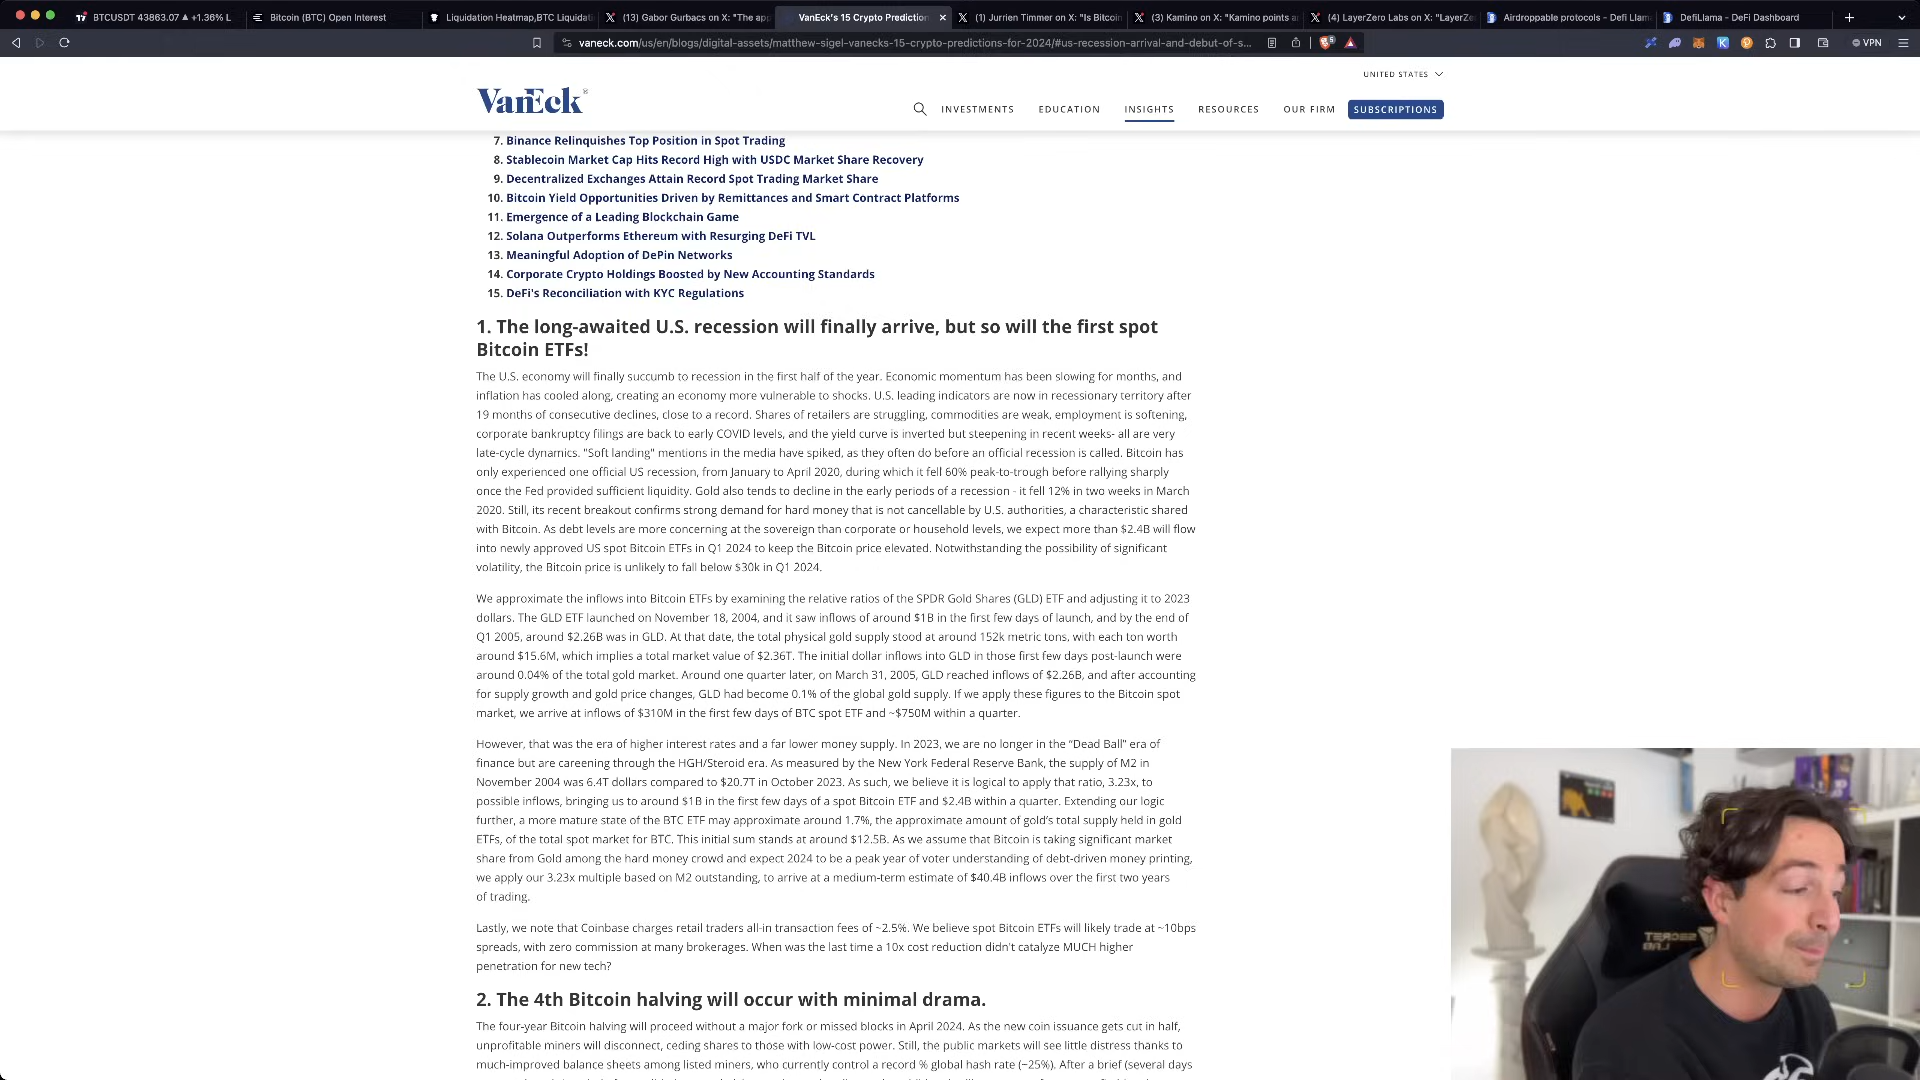 BTCUSDT 43863.07 ▲ +1.36% L
Bitcoin (BTC) Open Interest
Liquidation Heatmap,BTC Liquidat
(13) Gabor Gurbacs on X: "The app
VanEck's 15 Crypto Prediction
(1) Jurrien Timmer on X: "Is Bitcoin
(3) Kamino on X: "Kamino points a
(4) LayerZero Labs on X: "LayerZe
Airdroppable protocols - Defi Llam
DefiLlama - DeFi Dashboard
vaneck.com/us/en/blogs/digital-assets/matthew-sigel-vanecks-15-crypto-predictions-for-2024/#us-recession-arrival-and-debut-of-s...
VPN
UNITED STATES
VanEck®
INVESTMENTS EDUCATION INSIGHTS RESOURCES OUR FIRM SUBSCRIPTIONS
7. Binance Relinquishes Top Position in Spot Trading
8. Stablecoin Market Cap Hits Record High with USDC Market Share Recovery
9. Decentralized Exchanges Attain Record Spot Trading Market Share
10. Bitcoin Yield Opportunities Driven by Remittances and Smart Contract Platforms
11. Emergence of a Leading Blockchain Game
12. Solana Outperforms Ethereum with Resurging DeFi TVL
13. Meaningful Adoption of DePin Networks
14. Corporate Crypto Holdings Boosted by New Accounting Standards
15. DeFi's Reconciliation with KYC Regulations
1. The long-awaited U.S. recession will finally arrive, but so will the first spot
Bitcoin ETFs!
The U.S. economy will finally succumb to recession in the first half of the year. Economic momentum has been slowing for months, and
inflation has cooled along, creating an economy more vulnerable to shocks. U.S. leading indicators are now in recessionary territory after
19 months of consecutive declines, close to a record. Shares of retailers are struggling, commodities are weak, employment is softening,
corporate bankruptcy filings are back to early COVID levels, and the yield curve is inverted but steepening in recent weeks- all are very
late-cycle dynamics. "Soft landing" mentions in the media have spiked, as they often do before an official recession is called. Bitcoin has
only experienced one official US recession, from January to April 2020, during which it fell 60% peak-to-trough before rallying sharply
once the Fed provided sufficient liquidity. Gold also tends to decline in the early periods of a recession - it fell 12% in two weeks in March
2020. Still, its recent breakout confirms strong demand for hard money that is not cancellable by U.S. authorities, a characteristic shared
with Bitcoin. As debt levels are more concerning at the sovereign than corporate or household levels, we expect more than $2.4B will flow
into newly approved US spot Bitcoin ETFs in Q1 2024 to keep the Bitcoin price elevated. Notwithstanding the possibility of significant
volatility, the Bitcoin price is unlikely to fall below $30k in Q1 2024.
We approximate the inflows into Bitcoin ETFs by examining the relative ratios of the SPDR Gold Shares (GLD) ETF and adjusting it to 2023
dollars. The GLD ETF launched on November 18, 2004, and it saw inflows of around $1B in the first few days of launch, and by the end of
Q1 2005, around $2.26B was in GLD. At that date, the total physical gold supply stood at around 152k metric tons, with each ton worth
around $15.6M, which implies a total market value of $2.36T. The initial dollar inflows into GLD in those first few days post-launch were
around 0.04% of the total gold market. Around one quarter later, on March 31, 2005, GLD reached inflows of $2.26B, and after accounting
for supply growth and gold price changes, GLD had become 0.1% of the global gold supply. If we apply these figures to the Bitcoin spot
market, we arrive at inflows of $310M in the first few days of BTC spot ETF and ~$750M within a quarter.
However, that was the era of higher interest rates and a far lower money supply. In 2023, we are no longer in the “Dead Ball” era of
finance but are careening through the HGH/Steroid era. As measured by the New York Federal Reserve Bank, the supply of M2 in
November 2004 was 6.4T dollars compared to $20.7T in October 2023. As such, we believe it is logical to apply that ratio, 3.23x, to
possible inflows, bringing us to around $1B in the first few days of a spot Bitcoin ETF and $2.4B within a quarter. Extending our logic
further, a more mature state of the BTC ETF may approximate around 1.7%, the approximate amount of gold’s total supply held in gold
ETFs, of the total spot market for BTC. This initial sum stands at around $12.5B. As we assume that Bitcoin is taking significant market
share from Gold among the hard money crowd and expect 2024 to be a peak year of voter understanding of debt-driven money printing,
we apply our 3.23x multiple based on M2 outstanding, to arrive at a medium-term estimate of $40.4B inflows over the first two years
of trading.
Lastly, we note that Coinbase charges retail traders all-in transaction fees of ~2.5%. We believe spot Bitcoin ETFs will likely trade at ~10bps
spreads, with zero commission at many brokerages. When was the last time a 10x cost reduction didn't catalyze MUCH higher
penetration for new tech?
2. The 4th Bitcoin halving will occur with minimal drama.
The four-year Bitcoin halving will proceed without a major fork or missed blocks in April 2024. As the new coin issuance gets cut in half,
unprofitable miners will disconnect, ceding shares to those with low-cost power. Still, the public markets will see little distress thanks to
much-improved balance sheets among listed miners, who currently control a record % global hash rate (~25%). After a brief (several days
SECRET
LAB